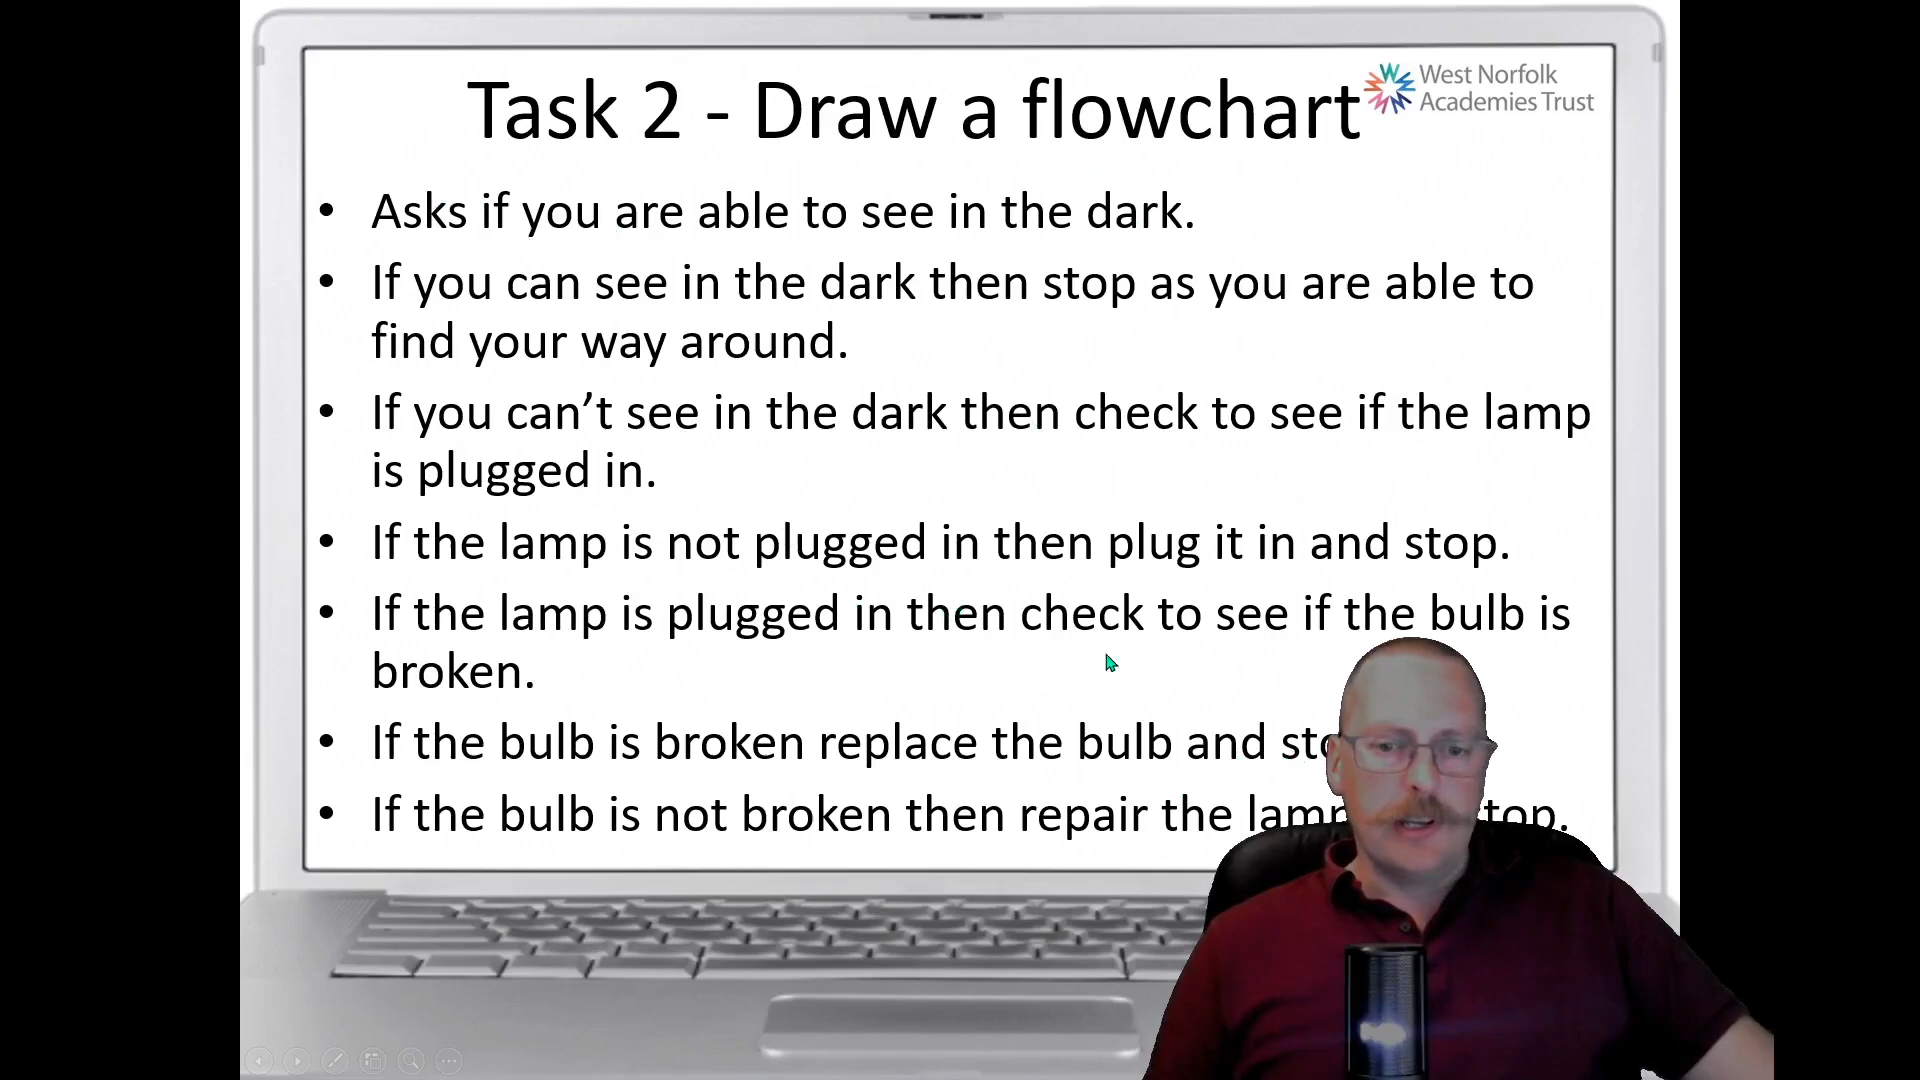 Task 2 - Draw a flowchart
West Norfolk
Academies Trust
• Asks if you are able to see in the dark.
• If you can see in the dark then stop as you are able to
find your way around.
• If you can’t see in the dark then check to see if the lamp
is plugged in.
• If the lamp is not plugged in then plug it in and stop.
• If the lamp is plugged in then check to see if the bulb is
broken.
• If the bulb is broken replace the bulb and
• If the bulb is not broken then repair the lamp